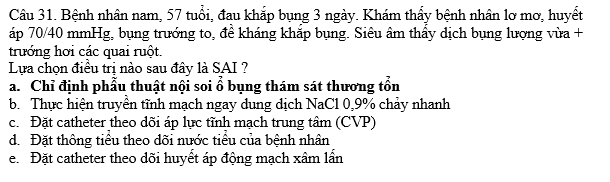 Câu 31. Bệnh nhân nam, 57 tuổi, đau khắp bụng 3 ngày. Khám thấy bệnh nhân lơ mơ, huyết
áp 70/40 mmHg, bụng trướng to, đề kháng khắp bụng. Siêu âm thấy dịch bụng lượng vừa +
trướng hơi các quai ruột.
Lựa chọn điều trị nào sau đây là SAI ?
a. Chỉ định phẫu thuật nội soi ổ bụng thám sát thương tổn
b. Thực hiện truyền tĩnh mạch ngay dung dịch NaCl 0,9% chảy nhanh
c. Đặt catheter theo dõi áp lực tĩnh mạch trung tâm (CVP)
d. Đặt thông tiểu theo dõi nước tiểu của bệnh nhân
e. Đặt catheter theo dõi huyết áp động mạch xâm lấn